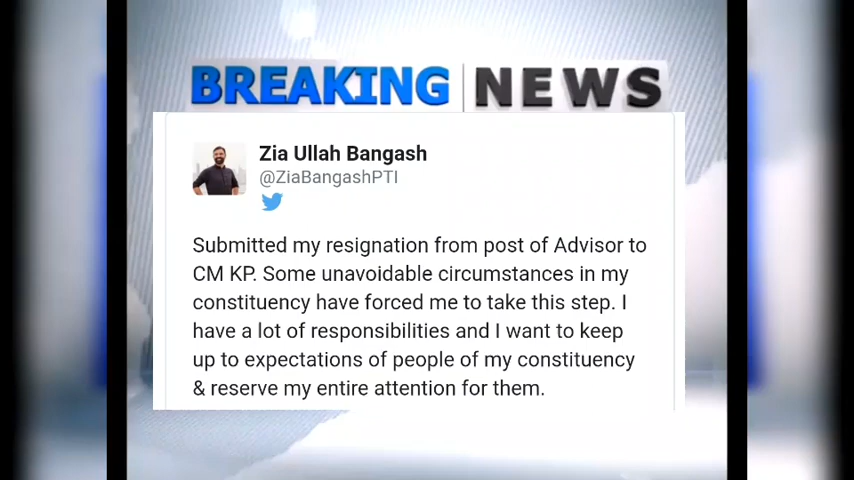 BREAKING NEWS
Zia Ullah Bangash
@ZiaBangashPTI
Submitted my resignation from post of Advisor to
CM KP. Some unavoidable circumstances in my
constituency have forced me to take this step. I
have a lot of responsibilities and I want to keep
up to expectations of people of my constituency
& reserve my entire attention for them.